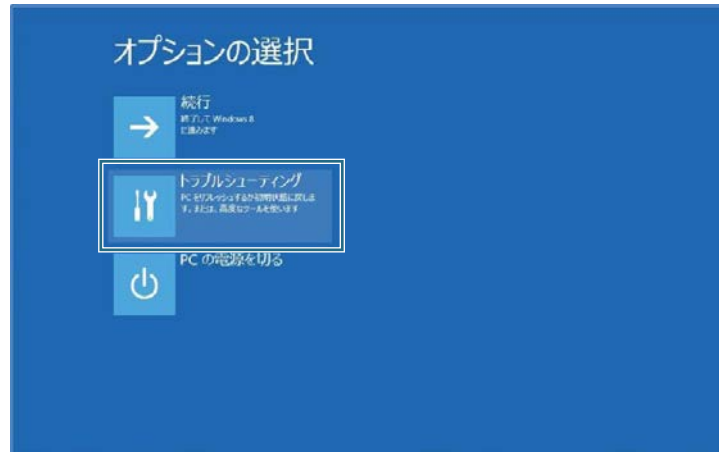 オプションの選択
続行
終了して Windows 8
に進みます
トラブルシューティング
PC をリフレッシュするか初期状態に戻しま
す。または、高度なツールを使います
PC の電源を切る